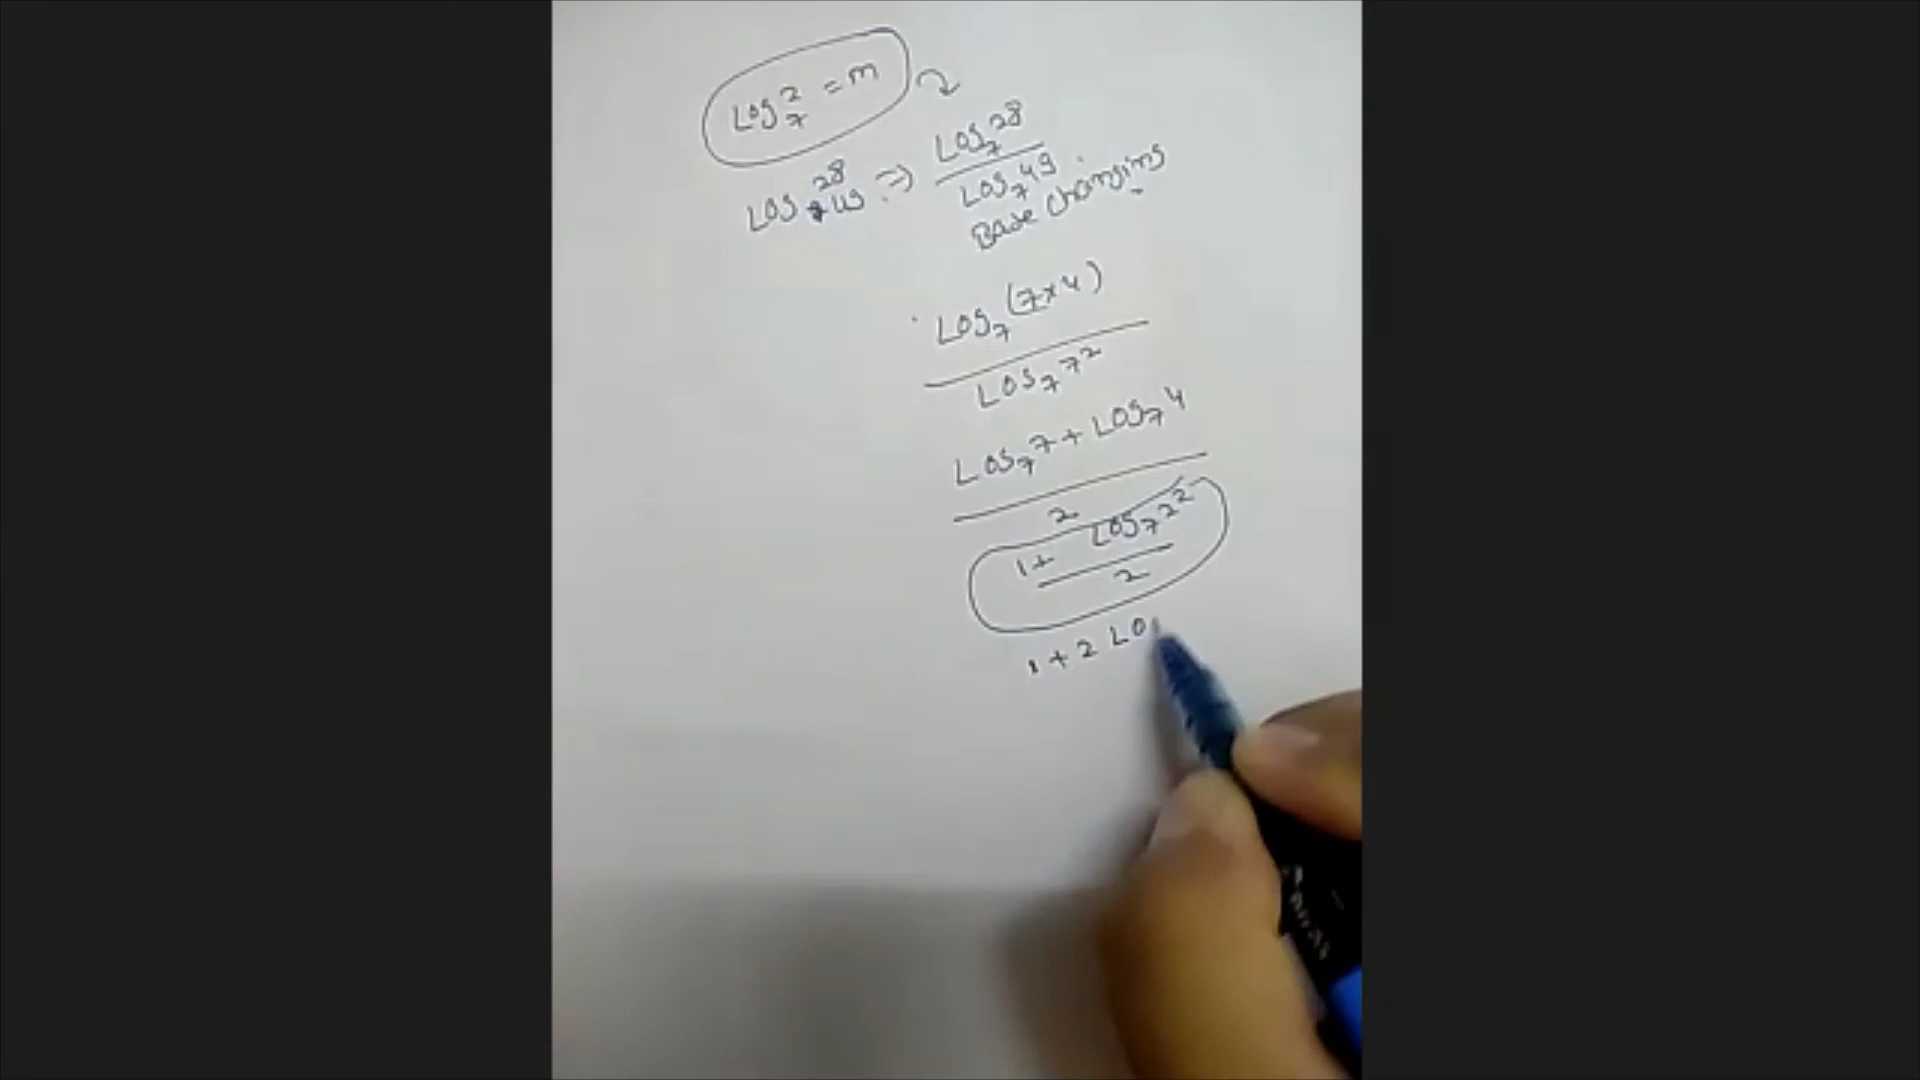 Log₇2 = m
Log₄₉28 ⇒ Log₇28 / Log₇49
Base changing
Log₇(7×4) / Log₇7²
Log₇7 + Log₇4 / 2
1 + Log₇2² / 2
1 + 2 Lo